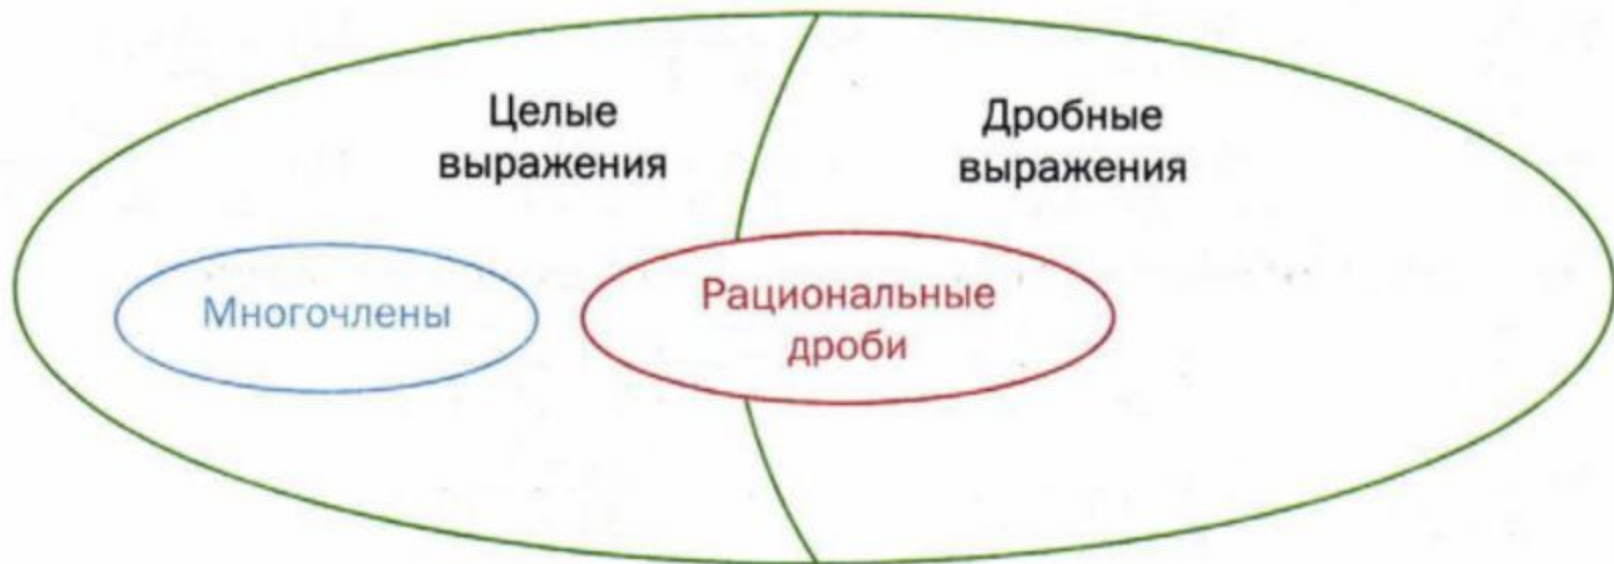 Целые
выражения
Дробные
выражения
Многочлены
Рациональные
дроби